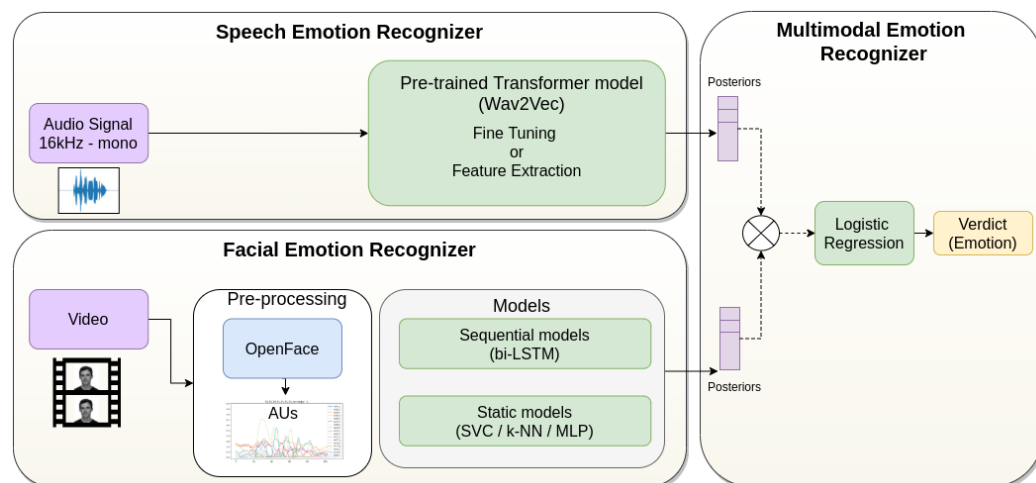 Speech Emotion Recognizer
Audio Signal
16kHz - mono
Pre-trained Transformer model
(Wav2Vec)
Fine Tuning
or
Feature Extraction
Facial Emotion Recognizer
Video
Pre-processing
OpenFace
AUs
Models
Sequential models
(bi-LSTM)
Static models
(SVC / k-NN / MLP)
Multimodal Emotion
Recognizer
Posteriors
Posteriors
Logistic
Regression
Verdict
(Emotion)